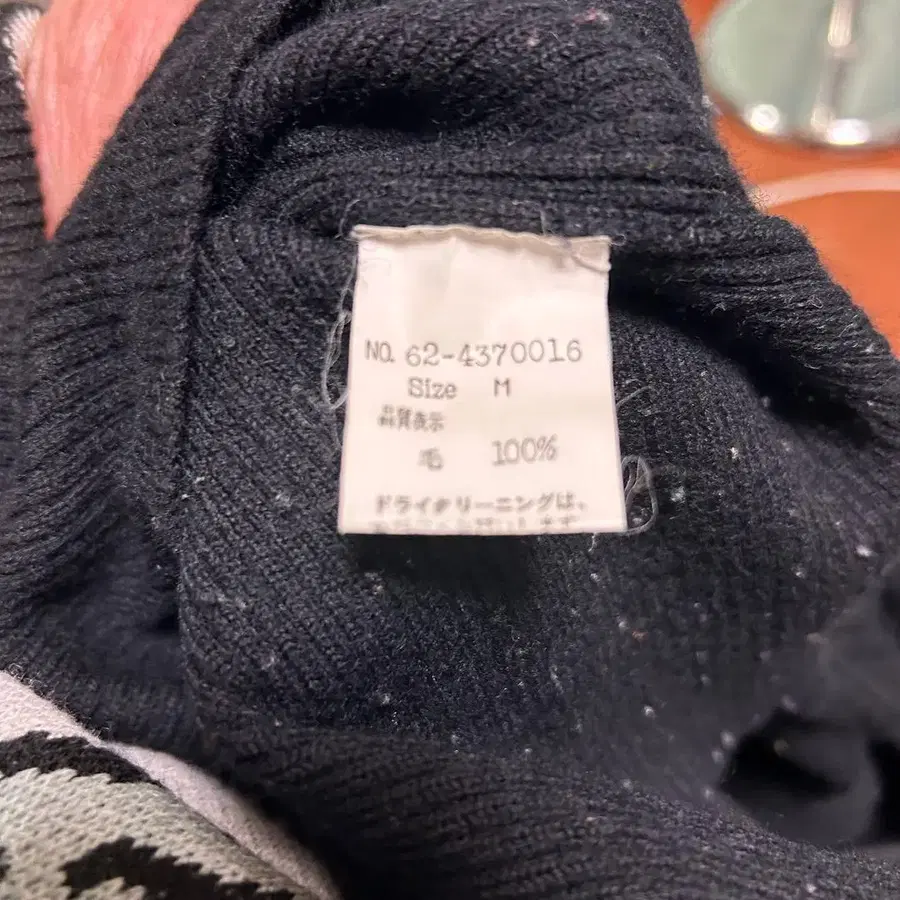 NO. 62-4370016
Size M
品質表示
毛 100%
ドライクリーニングは、